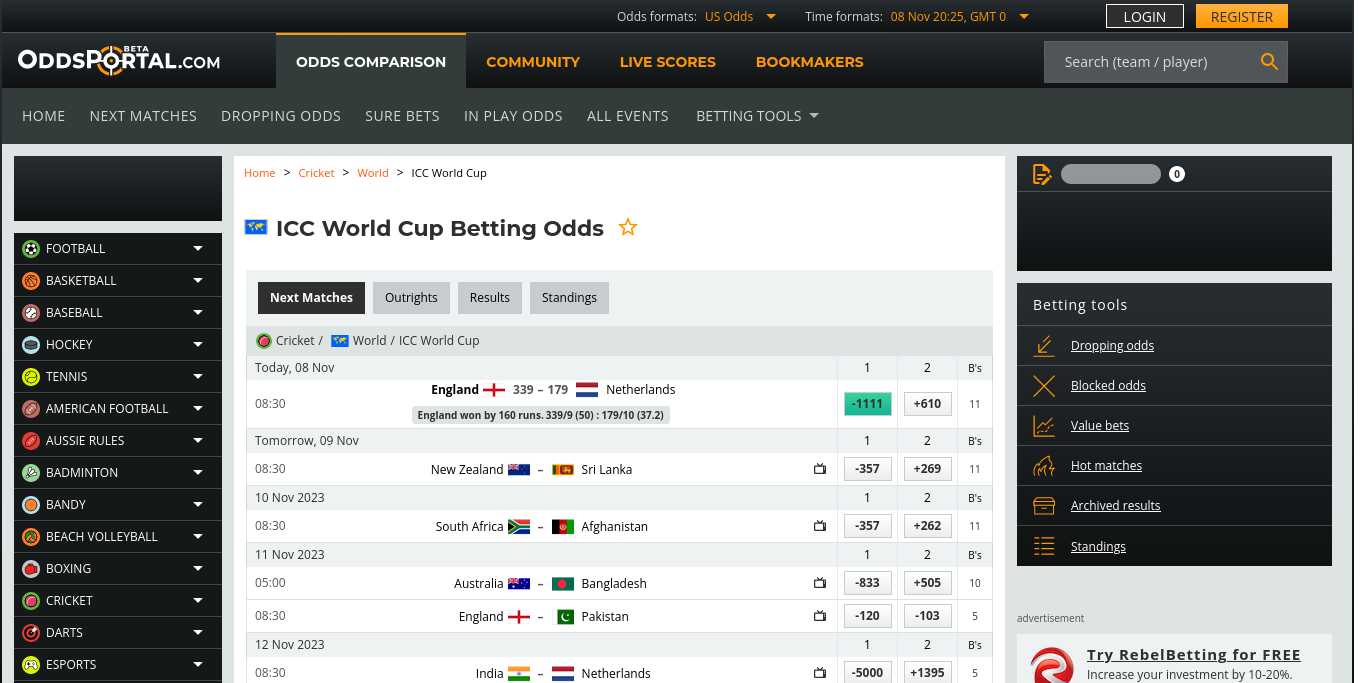 Odds formats: US Odds Time formats: 08 Nov 20:25, GMT 0 LOGIN REGISTER
ODDSPORTAL.COM BETA
ODDS COMPARISON COMMUNITY LIVE SCORES BOOKMAKERS Search (team / player)
HOME NEXT MATCHES DROPPING ODDS SURE BETS IN PLAY ODDS ALL EVENTS BETTING TOOLS
FOOTBALL
BASKETBALL
BASEBALL
HOCKEY
TENNIS
AMERICAN FOOTBALL
AUSSIE RULES
BADMINTON
BANDY
BEACH VOLLEYBALL
BOXING
CRICKET
DARTS
ESPORTS
Home > Cricket > World > ICC World Cup
ICC World Cup Betting Odds
Next Matches Outrights Results Standings
Cricket / World / ICC World Cup
Today, 08 Nov 1 2 B's
England 339 – 179 Netherlands
08:30 -1111 +610 11
England won by 160 runs. 339/9 (50) : 179/10 (37.2)
Tomorrow, 09 Nov 1 2 B's
08:30 New Zealand – Sri Lanka -357 +269 11
10 Nov 2023 1 2 B's
08:30 South Africa – Afghanistan -357 +262 11
11 Nov 2023 1 2 B's
05:00 Australia – Bangladesh -833 +505 10
08:30 England – Pakistan -120 -103 5
12 Nov 2023 1 2 B's
08:30 India – Netherlands -5000 +1395 5
0
Betting tools
Dropping odds
Blocked odds
Value bets
Hot matches
Archived results
Standings
advertisement
Try RebelBetting for FREE
Increase your investment by 10-20%.